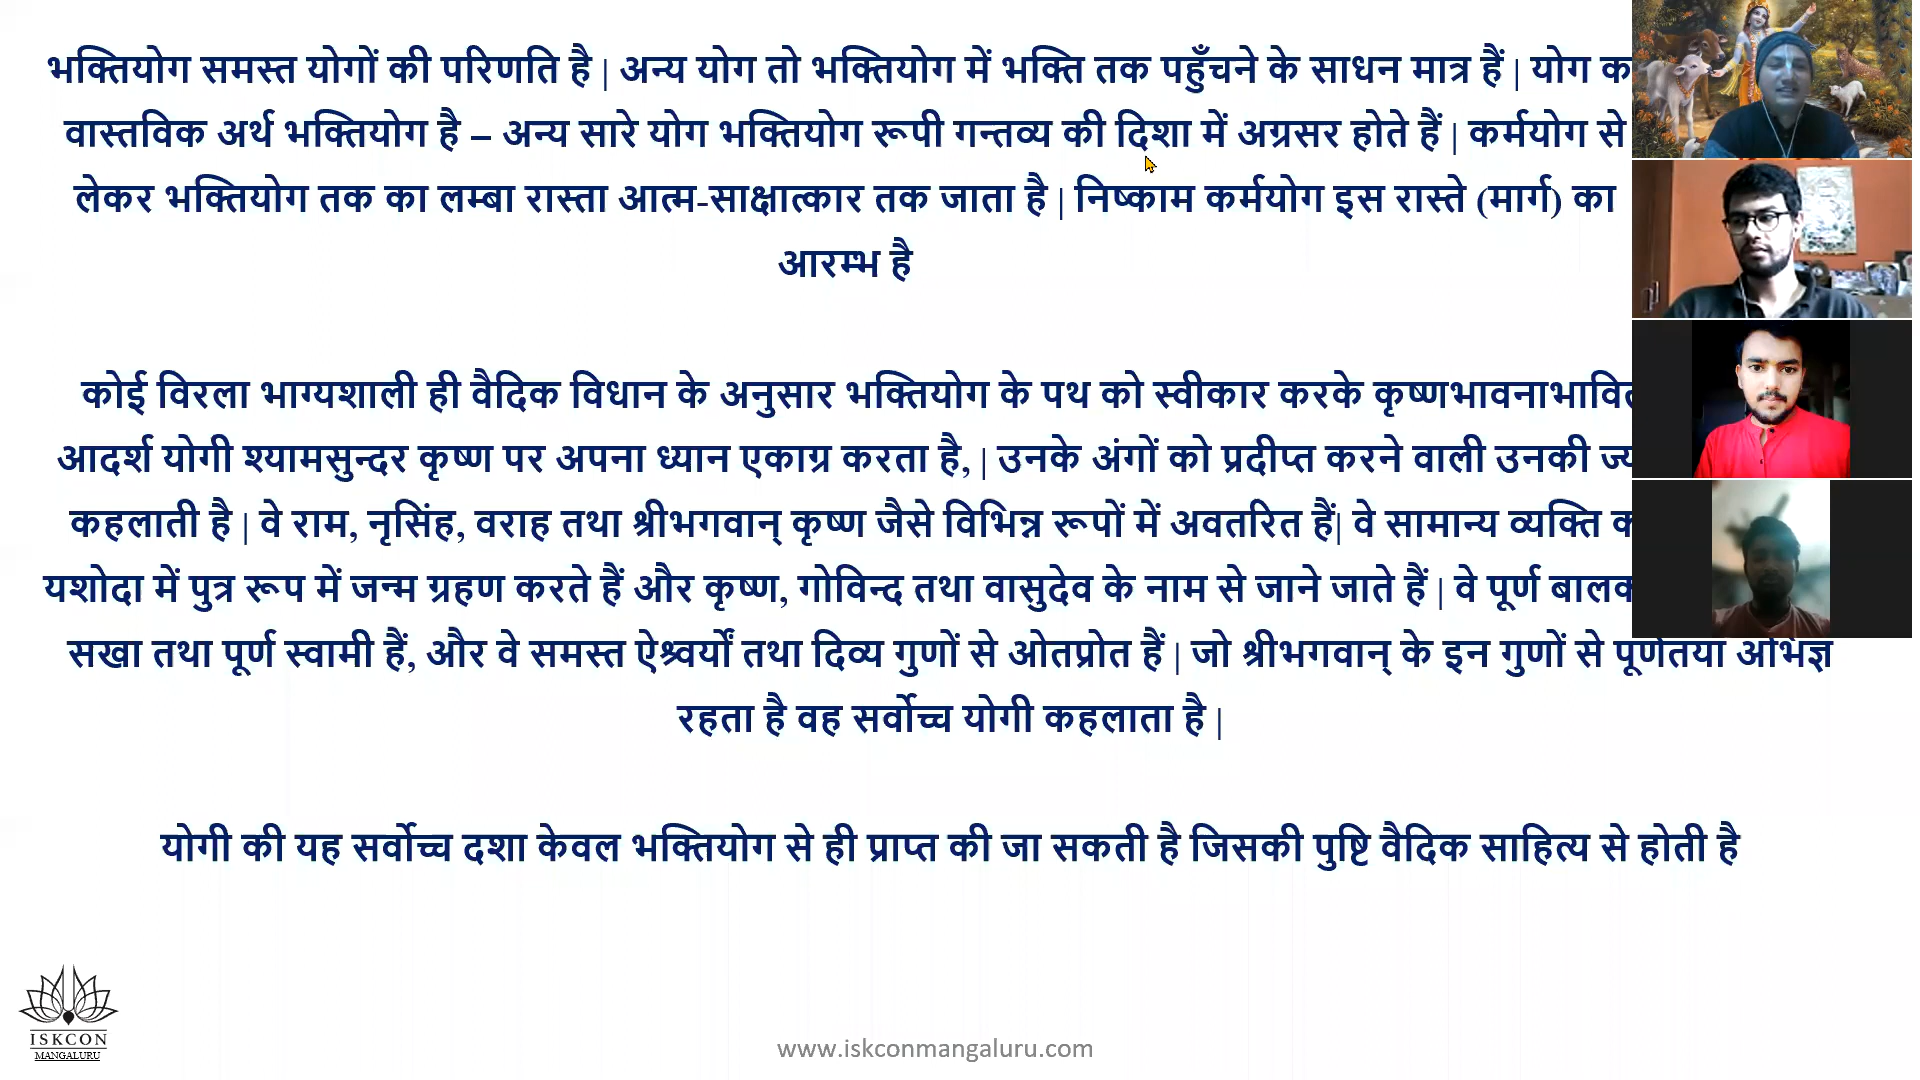 भक्तियोग समस्त योगों की परिणति है | अन्य योग तो भक्तियोग में भक्ति तक पहुँचने के साधन मात्र हैं | योग
वास्तविक अर्थ भक्तियोग है – अन्य सारे योग भक्तियोग रूपी गन्तव्य की दिशा में अग्रसर होते हैं | कर्मयोग से
लेकर भक्तियोग तक का लम्बा रास्ता आत्म-साक्षात्कार तक जाता है | निष्काम कर्मयोग इस रास्ते (मार्ग) का
आरम्भ है
कोई विरला भाग्यशाली ही वैदिक विधान के अनुसार भक्तियोग के पथ को स्वीकार करके कृष्णभावनाभावित
आदर्श योगी श्यामसुन्दर कृष्ण पर अपना ध्यान एकाग्र करता है, | उनके अंगों को प्रदीप्त करने वाली उनकी
कहलाती है | वे राम, नृसिंह, वराह तथा श्रीभगवान् कृष्ण जैसे विभिन्न रूपों में अवतरित हैं| वे सामान्य व्यक्ति
यशोदा में पुत्र रूप में जन्म ग्रहण करते हैं और कृष्ण, गोविन्द तथा वासुदेव के नाम से जाने जाते हैं | वे पूर्ण बालक
सखा तथा पूर्ण स्वामी हैं, और वे समस्त ऐश्र्वर्यों तथा दिव्य गुणों से ओतप्रोत हैं | जो श्रीभगवान् के इन गुणों से पूर्णतया अभिज्ञ
रहता है वह सर्वोच्च योगी कहलाता है |
योगी की यह सर्वोच्च दशा केवल भक्तियोग से ही प्राप्त की जा सकती है जिसकी पुष्टि वैदिक साहित्य से होती है
ISKCON
MANGALURU
www.iskconmangaluru.com